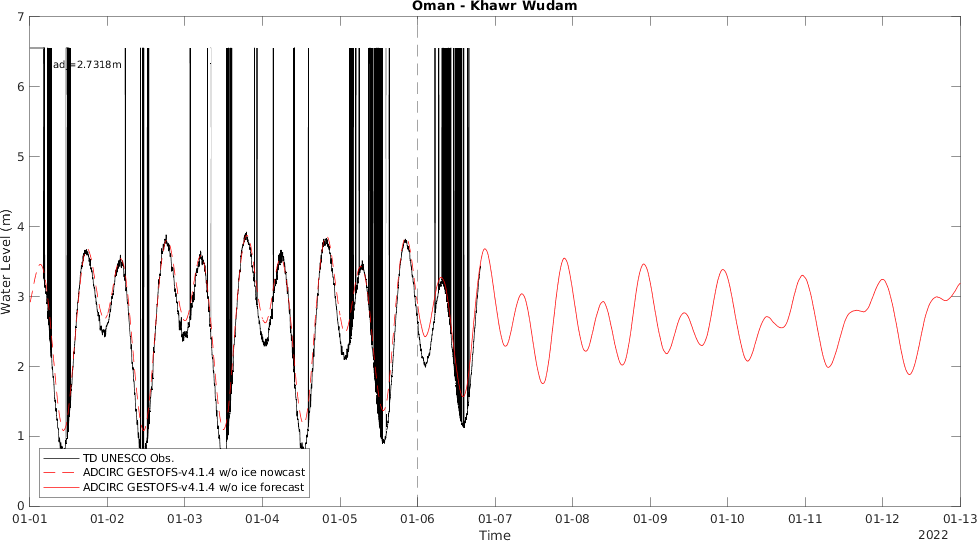 Oman - Khawr Wudam
7
adj=2.7318m
6
5
4
3
2
1
0
Water Level (m)
TD UNESCO Obs.
ADCIRC GESTOFS-v4.1.4 w/o ice nowcast
ADCIRC GESTOFS-v4.1.4 w/o ice forecast
01-01 01-02 01-03 01-04 01-05 01-06 01-07 01-08 01-09 01-10 01-11 01-12 01-13
Time
2022